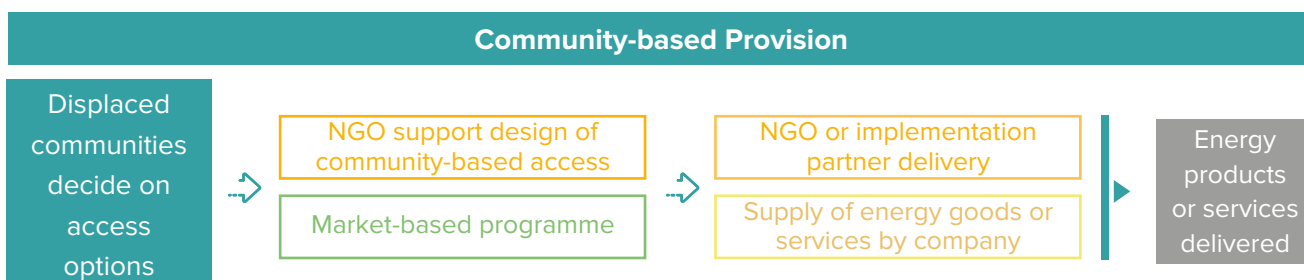 Community-based Provision
Displaced
communities
decide on
access
options
NGO support design of
community-based access
Market-based programme
NGO or implementation
partner delivery
Supply of energy goods or
services by company
Energy
products
or services
delivered